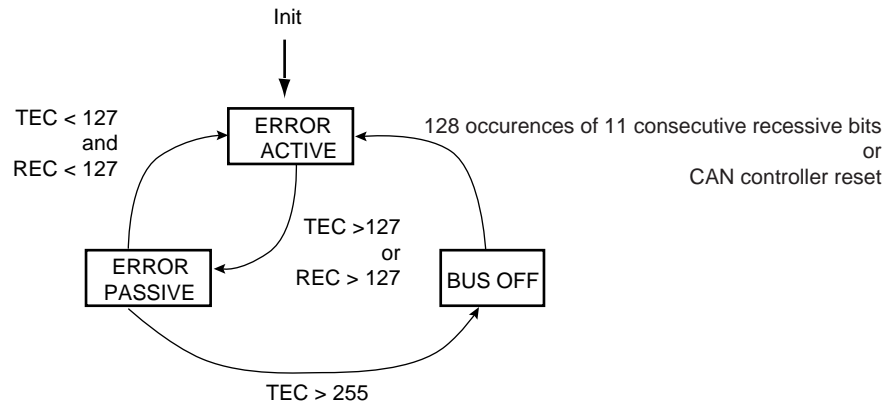 Init
TEC < 127
and
REC < 127
ERROR
ACTIVE
128 occurences of 11 consecutive recessive bits
or
CAN controller reset
TEC >127
or
REC > 127
ERROR
PASSIVE
BUS OFF
TEC > 255